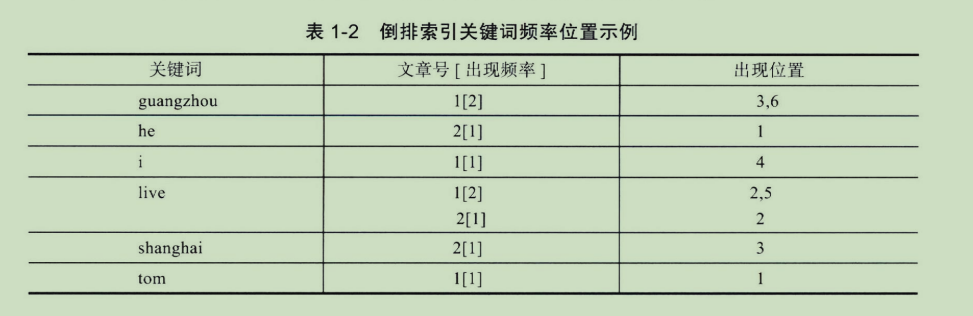 表 1-2 倒排索引关键词频率位置示例
关键词 文章号 [ 出现频率 ] 出现位置
guangzhou 1[2] 3,6
he 2[1] 1
i 1[1] 4
live 1[2] 2,5
2[1] 2
shanghai 2[1] 3
tom 1[1] 1